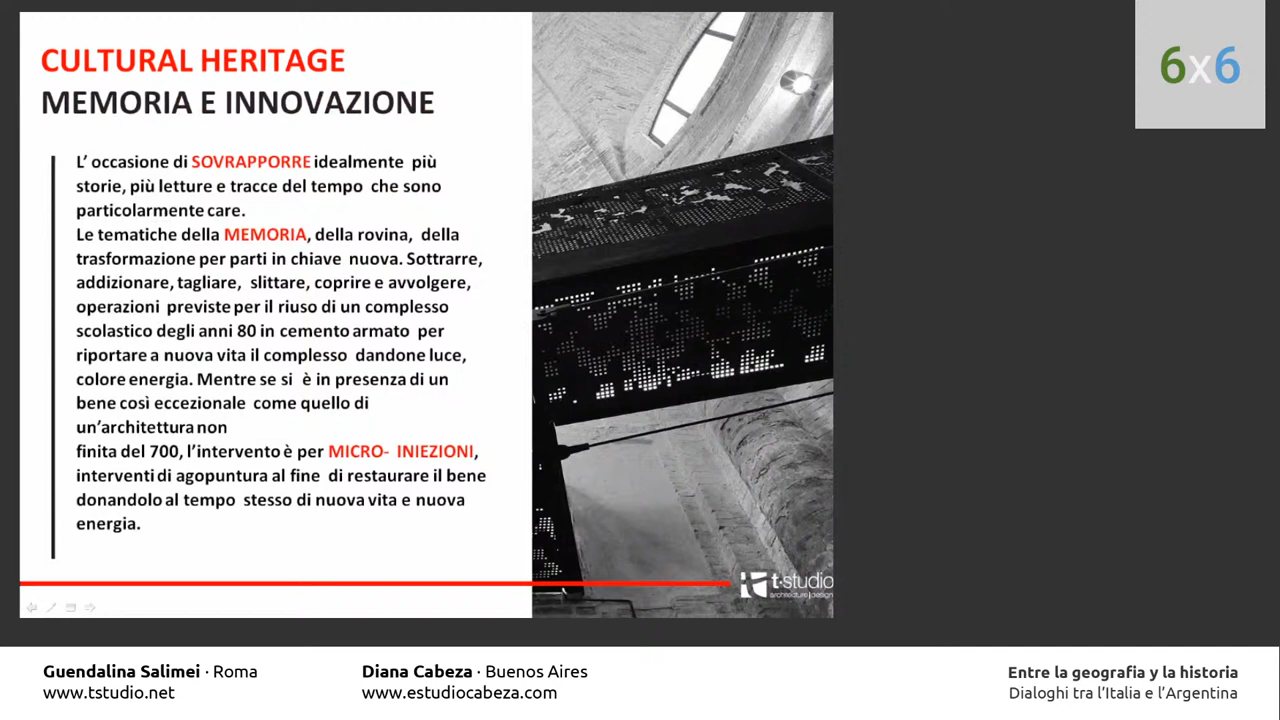 CULTURAL HERITAGE
MEMORIA E INNOVAZIONE
L' occasione di SOVRAPPORRE idealmente più
storie, più letture e tracce del tempo che sono
particolarmente care.
Le tematiche della MEMORIA, della rovina, della
trasformazione per parti in chiave nuova. Sottrarre,
addizionare, tagliare, slittare, coprire e avvolgere,
operazioni previste per il riuso di un complesso
scolastico degli anni 80 in cemento armato per
riportare a nuova vita il complesso dandone luce,
colore energia. Mentre se si è in presenza di un
bene così eccezionale come quello di
un'architettura non
finita del 700, l'intervento è per MICRO- INIEZIONI,
interventi di agopuntura al fine di restaurare il bene
donandolo al tempo stesso di nuova vita e nuova
energia.
t·studio
architecture|design
6x6
Guendalina Salimei · Roma
www.tstudio.net
Diana Cabeza · Buenos Aires
www.estudiocabeza.com
Entre la geografia y la historia
Dialoghi tra l'Italia e l'Argentina